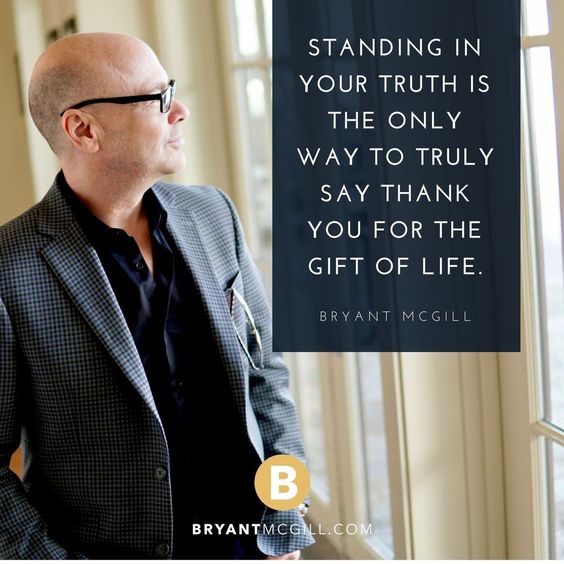 STANDING IN
YOUR TRUTH IS
THE ONLY
WAY TO TRULY
SAY THANK
YOU FOR THE
GIFT OF LIFE.
BRYANT MCGILL
B
BRYANTMCGILL.COM